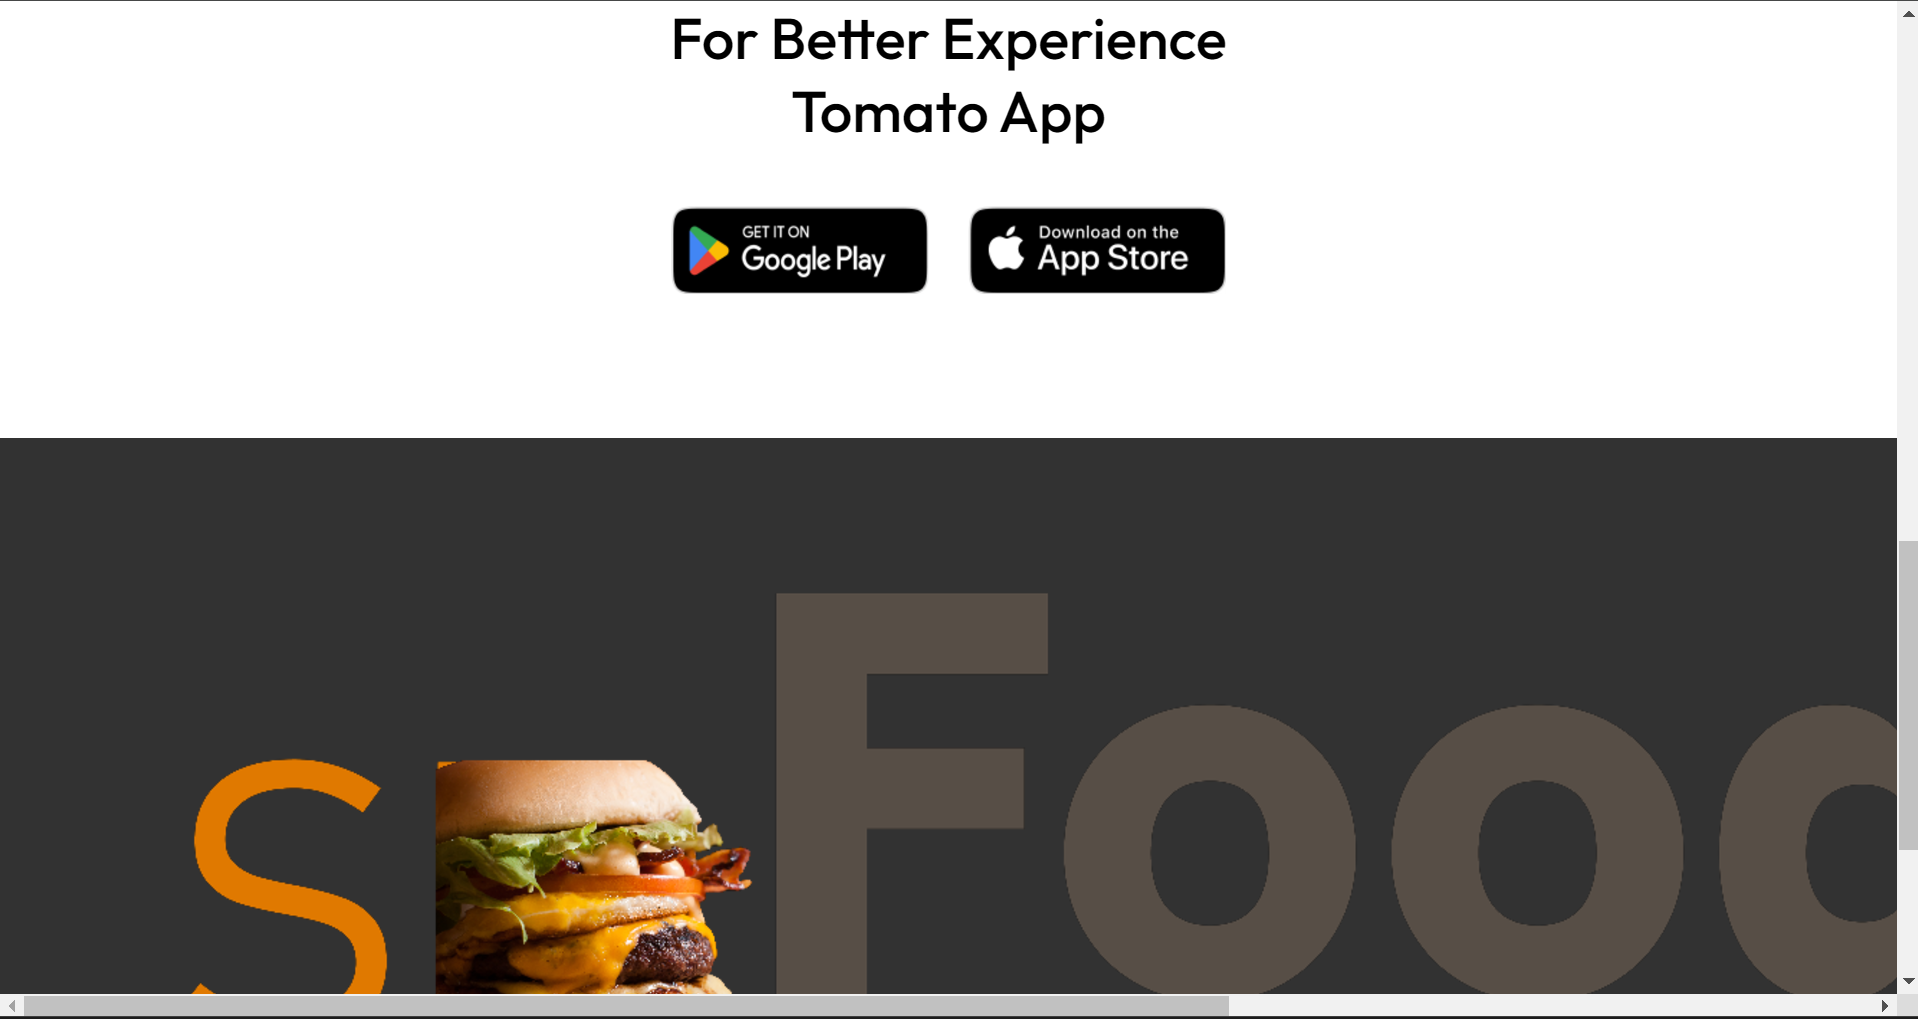 For Better Experience
Tomato App
GET IT ON
Google Play
Download on the
App Store
S
Foo